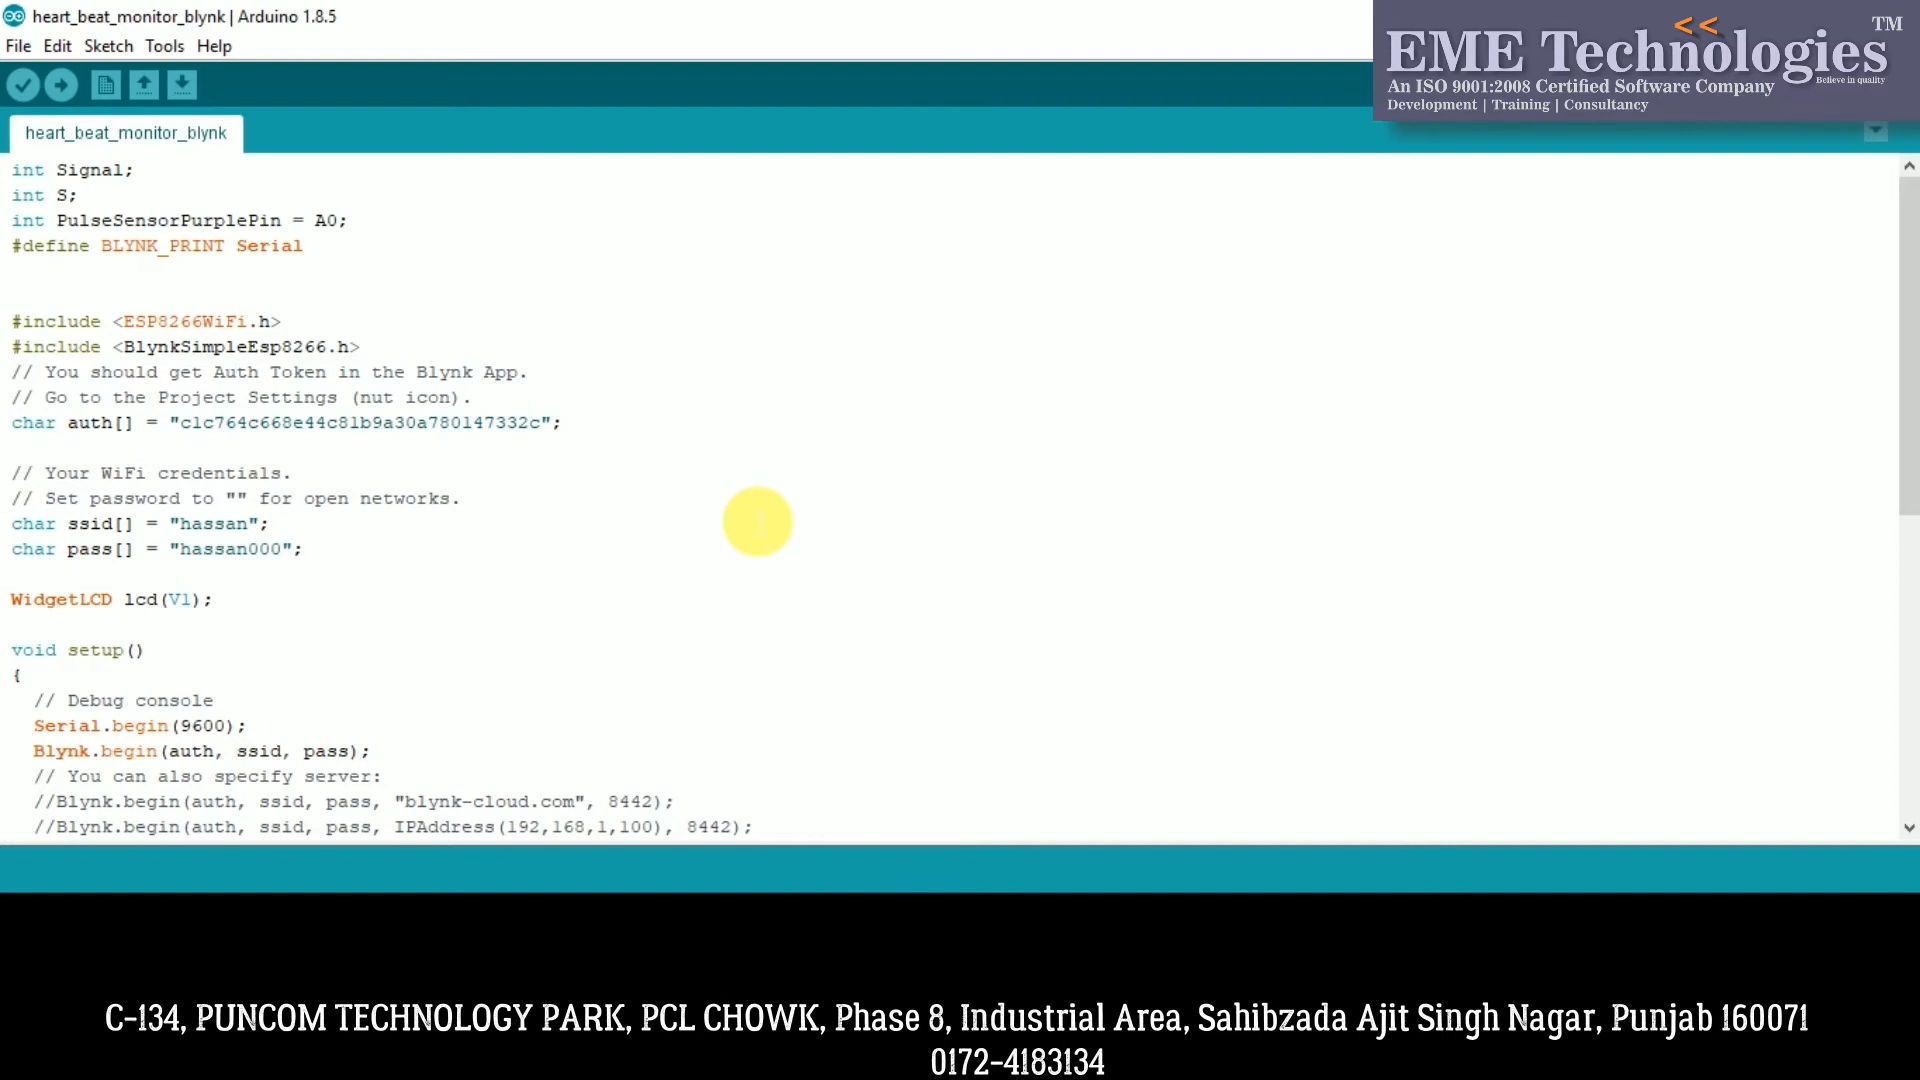 heart_beat_monitor_blynk | Arduino 1.8.5
File Edit Sketch Tools Help
<<
EME Technologies TM
Believe in quality
An ISO 9001:2008 Certified Software Company
Development | Training | Consultancy
heart_beat_monitor_blynk
int Signal;
int S;
int PulseSensorPurplePin = A0;
#define BLYNK_PRINT Serial
#include <ESP8266WiFi.h>
#include <BlynkSimpleEsp8266.h>
// You should get Auth Token in the Blynk App.
// Go to the Project Settings (nut icon).
char auth[] = "c1c764c668e44c81b9a30a780147332c";
// Your WiFi credentials.
// Set password to "" for open networks.
char ssid[] = "hassan";
char pass[] = "hassan000";
WidgetLCD lcd(V1);
void setup()
{
// Debug console
Serial.begin(9600);
Blynk.begin(auth, ssid, pass);
// You can also specify server:
//Blynk.begin(auth, ssid, pass, "blynk-cloud.com", 8442);
//Blynk.begin(auth, ssid, pass, IPAddress(192,168,1,100), 8442);
C-134, PUNCOM TECHNOLOGY PARK, PCL CHOWK, Phase 8, Industrial Area, Sahibzada Ajit Singh Nagar, Punjab 160071
0172-4183134